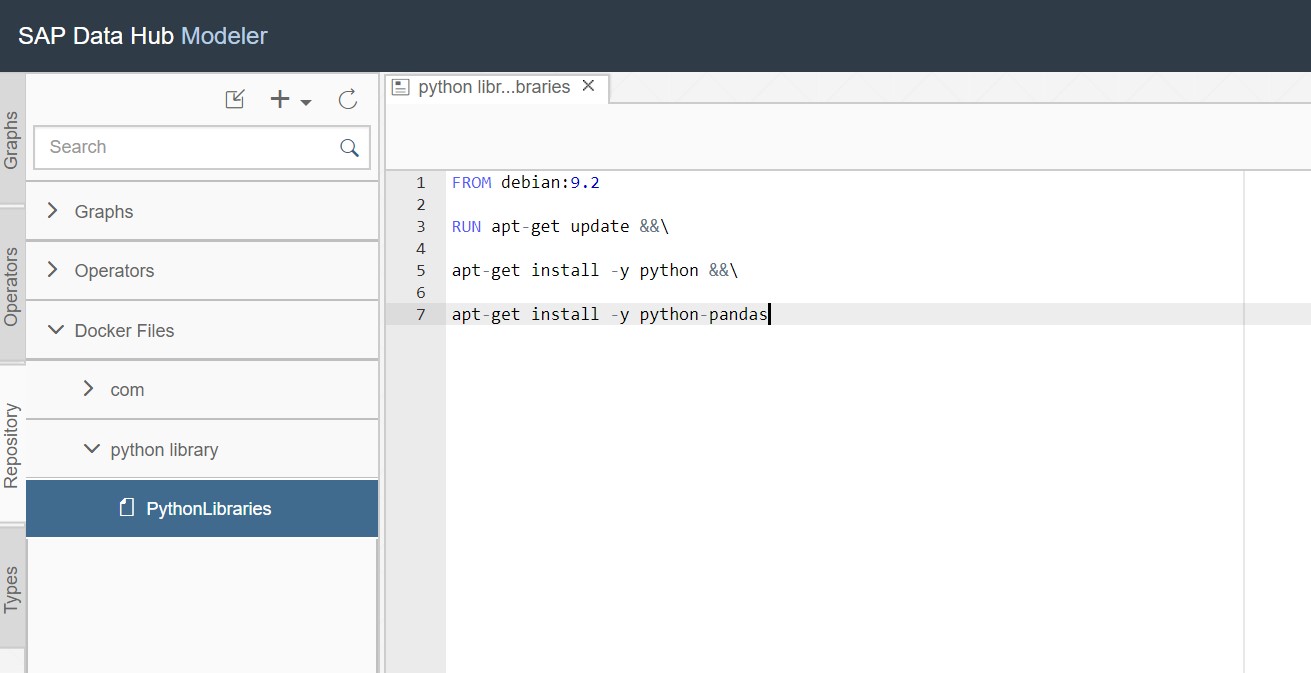 SAP Data Hub Modeler
Graphs
Operators
Repository
Types
Search
Graphs
Operators
Docker Files
com
python library
PythonLibraries
python libr...braries
1 FROM debian:9.2
2
3 RUN apt-get update &&\
4
5 apt-get install -y python &&\
6
7 apt-get install -y python-pandas